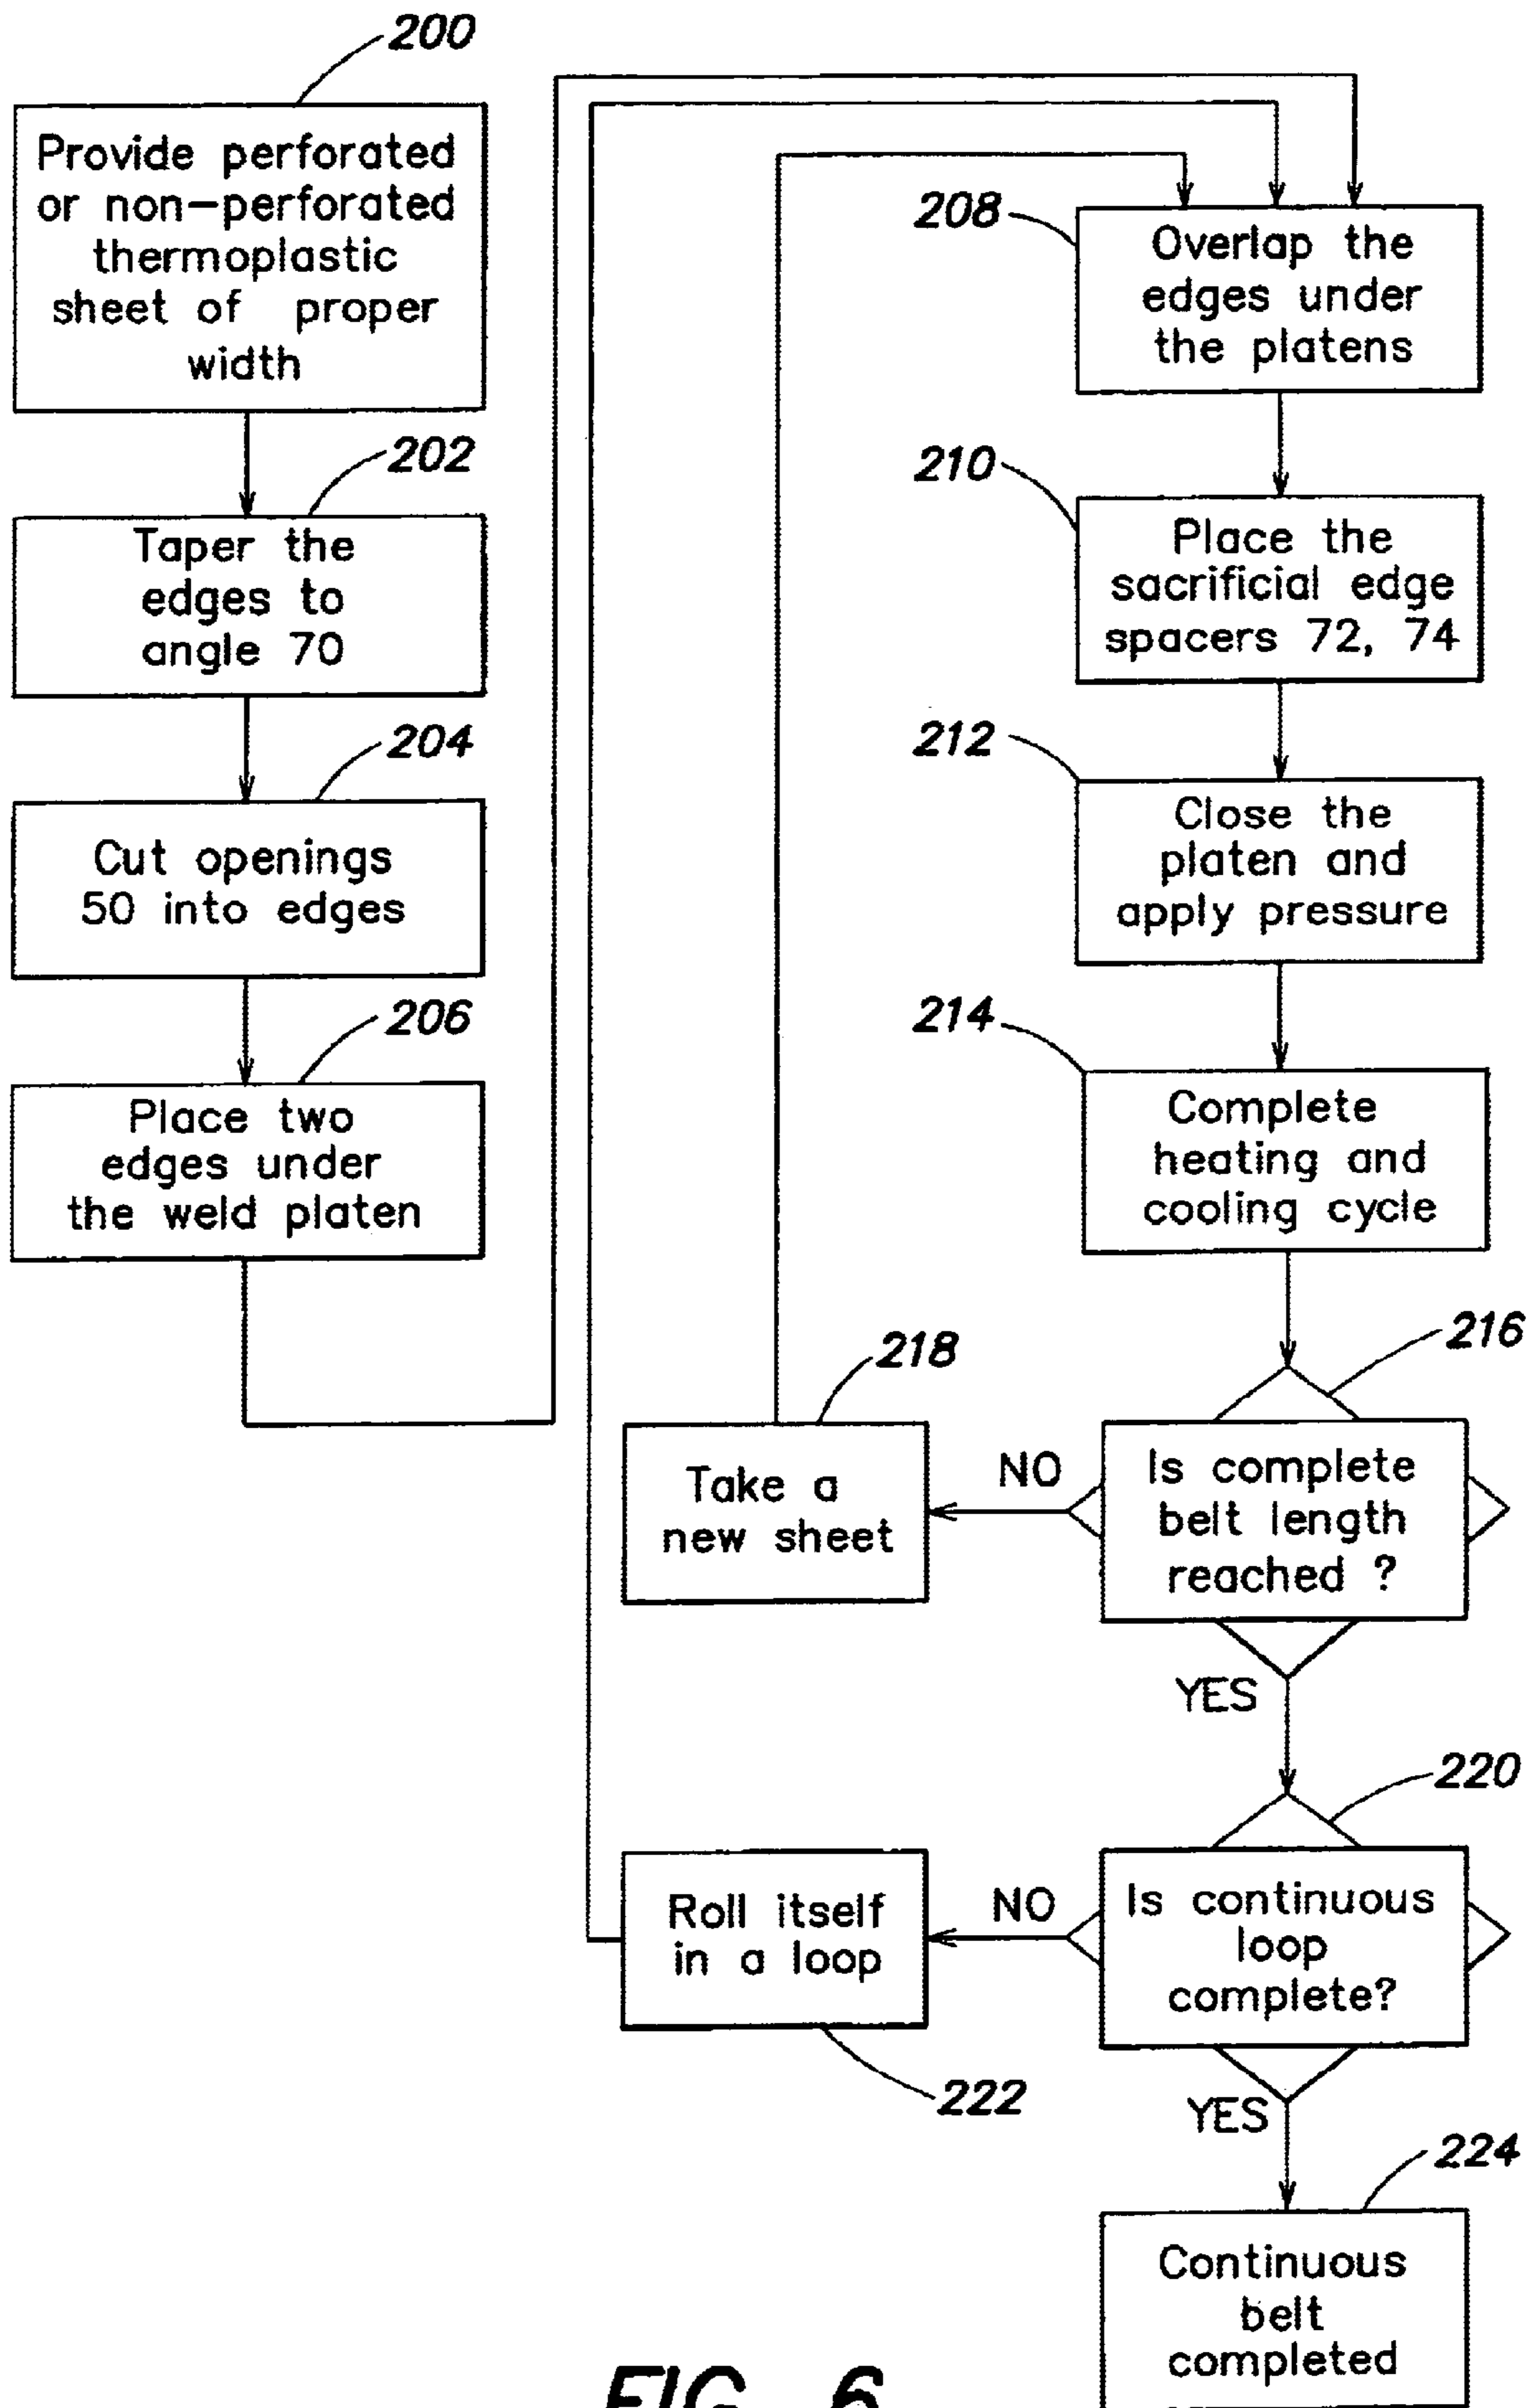 200
Provide perforated
or non-perforated
thermoplastic
sheet of proper
width
202
Taper the
edges to
angle 70
204
Cut openings
50 into edges
206
Place two
edges under
the weld platen
208
Overlap the
edges under
the platens
210
Place the
sacrificial edge
spacers 72, 74
212
Close the
platen and
apply pressure
214
Complete
heating and
cooling cycle
216
Is complete
belt length
reached ?
NO
218
Take a
new sheet
YES
220
Is continuous
loop
complete?
NO
Roll itself
in a loop
222
YES
224
Continuous
belt
completed
FIG. 6